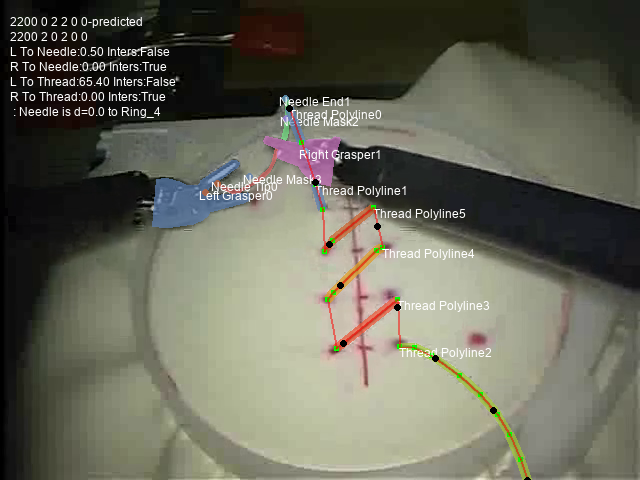 2200 0 2 2 0 0-predicted
2200 2 0 2 0 0
L To Needle:0.50 Inters:False
R To Needle:0.00 Inters:True
L To Thread:65.40 Inters:False
R To Thread:0.00 Inters:True
: Needle is d=0.0 to Ring_4
Needle End1
Thread Polyline0
Needle Mask2
Right Grasper1
Needle Mask3
Needle Tip0
Left Grasper0
Thread Polyline1
Thread Polyline5
Thread Polyline4
Thread Polyline3
Thread Polyline2